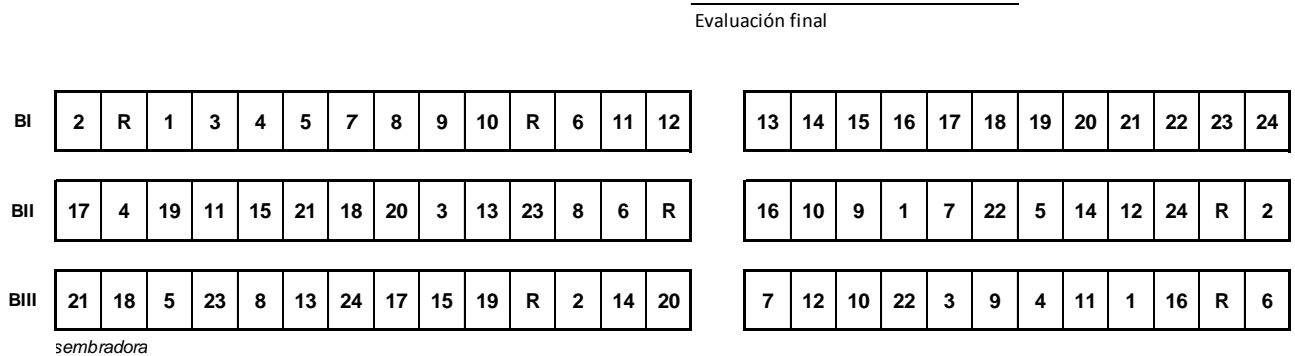 Evaluación final
BI 2 R 1 3 4 5 7 8 9 10 R 6 11 12 13 14 15 16 17 18 19 20 21 22 23 24
BII 17 4 19 11 15 21 18 20 3 13 23 8 6 R 16 10 9 1 7 22 5 14 12 24 R 2
BIII 21 18 5 23 8 13 24 17 15 19 R 2 14 20 7 12 10 22 3 9 4 11 1 16 R 6
sembradora